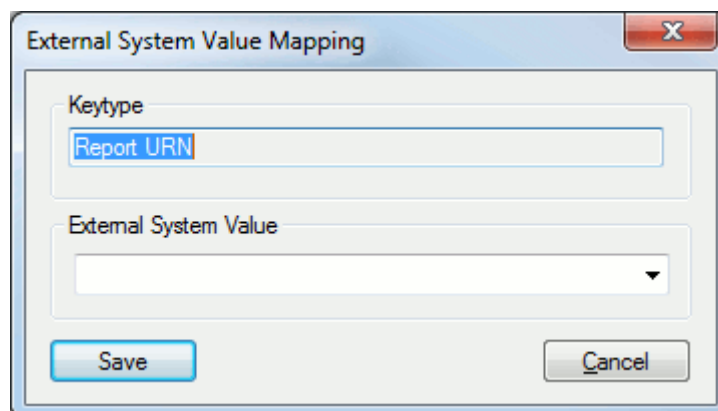 External System Value Mapping
Keytype
Report URN
External System Value
Save
Cancel